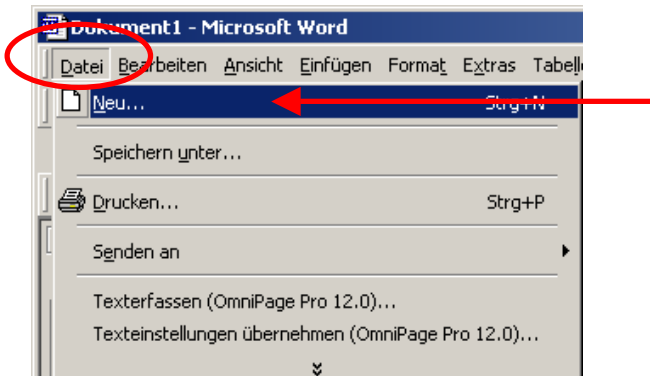 Dokument1 - Microsoft Word
Datei Bearbeiten Ansicht Einfügen Format Extras Tabelle
Neu... Strg+N
Speichern unter...
Drucken... Strg+P
Senden an
Texterfassen (OmniPage Pro 12.0)...
Texteinstellungen übernehmen (OmniPage Pro 12.0)...